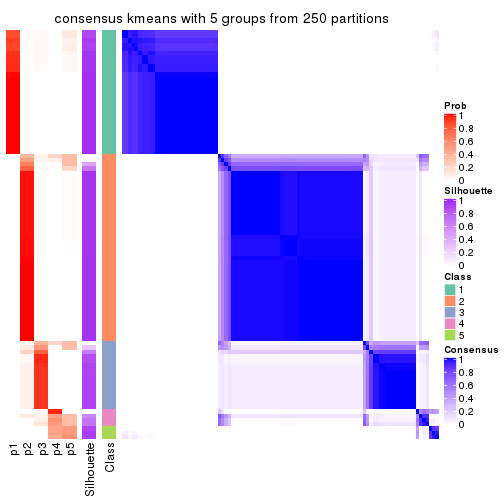 consensus kmeans with 5 groups from 250 partitions
Prob
1
0.8
0.6
0.4
0.2
0
Silhouette
1
0.8
0.6
0.4
0.2
0
Class
1
2
3
4
5
Consensus
1
0.8
0.6
0.4
0.2
0
p1
p2
p3
p4
p5
Silhouette
Class